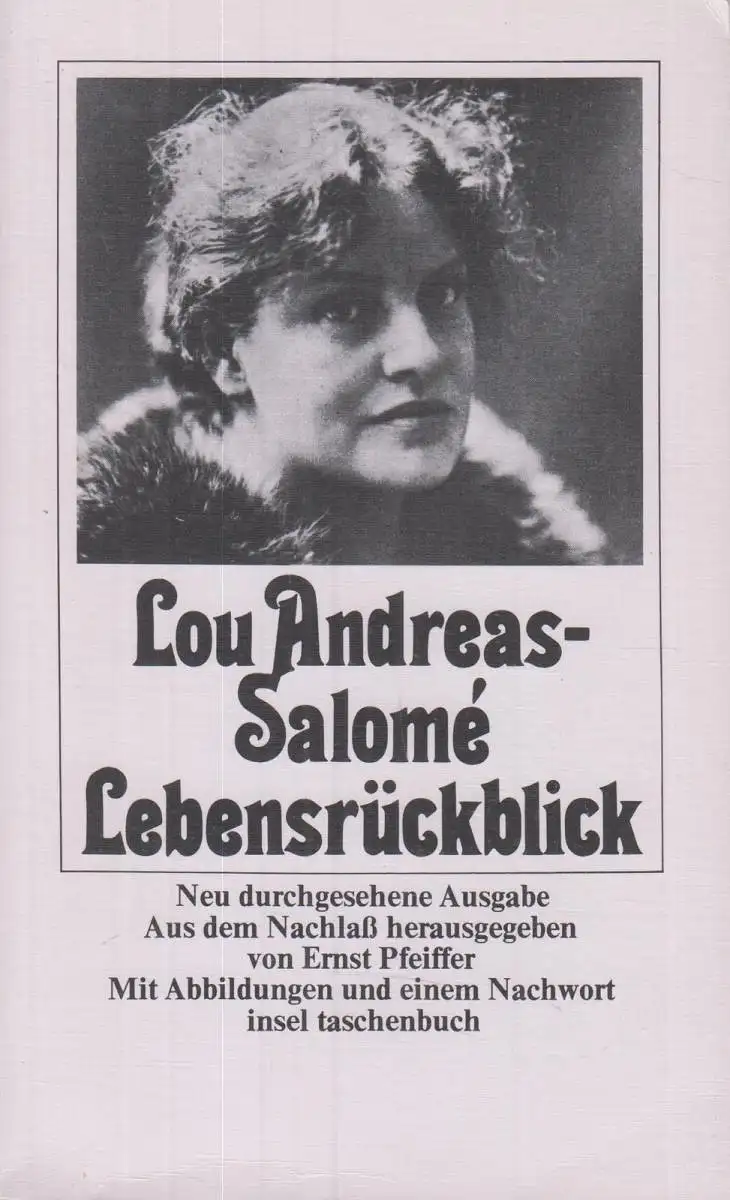 Lou Andreas-
Salomé
Lebensrückblick
Neu durchgesehene Ausgabe
Aus dem Nachlaß herausgegeben
von Ernst Pfeiffer
Mit Abbildungen und einem Nachwort
insel taschenbuch